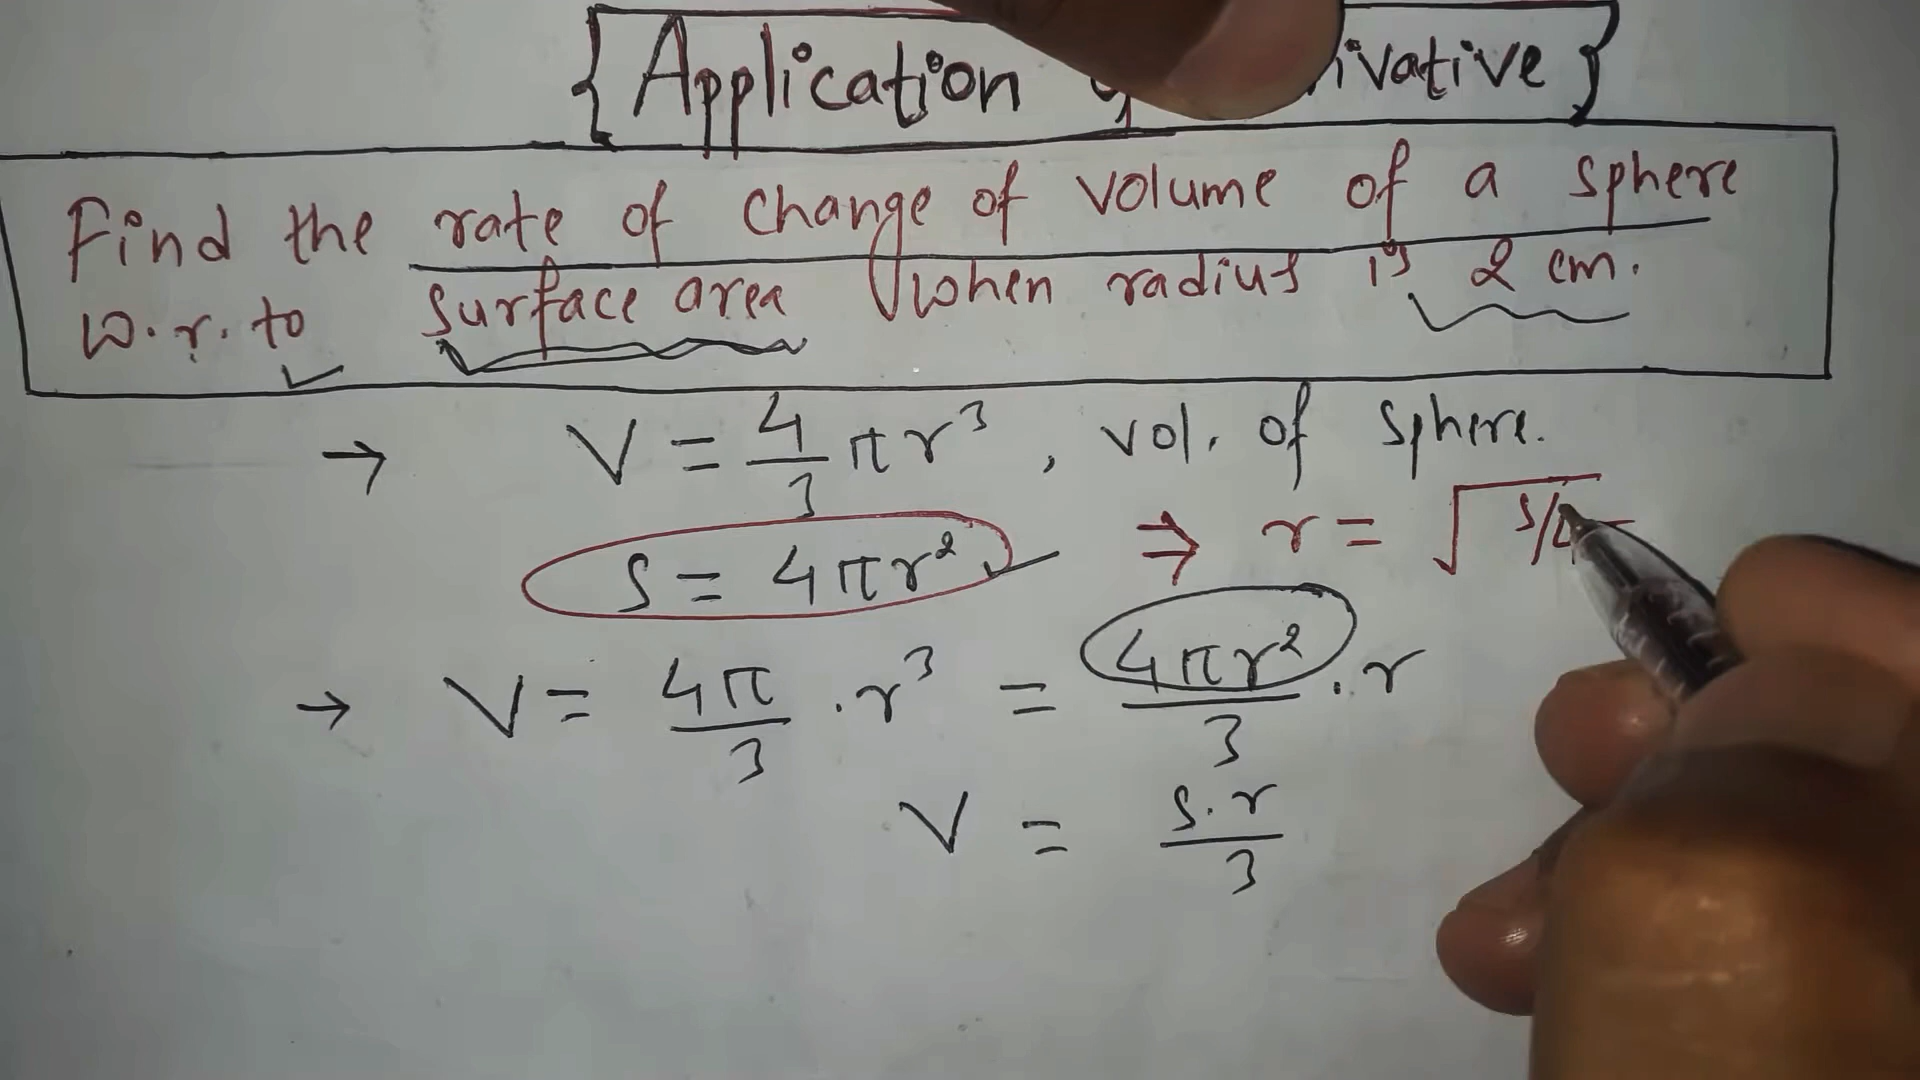 {Application ivative}
Find the rate of change of volume of a sphere
w.r. to surface area when radius is 2 cm.
→ V = 4/3 πr³ , vol. of sphere.
S = 4πr² ⇒ r = √s/4
→ V = 4π/3 . r³ = 4πr²/3 . r
V = s.r/3